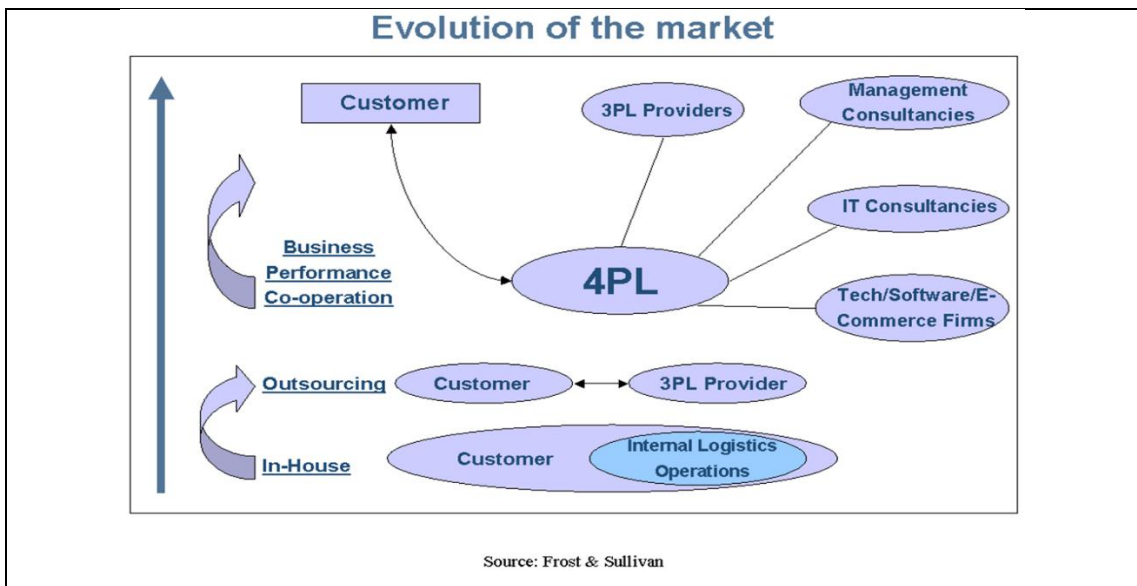 Evolution of the market
Customer
3PL Providers
Management
Consultancies
IT Consultancies
Business
Performance
Co-operation
4PL
Tech/Software/E-
Commerce Firms
Outsourcing
Customer
3PL Provider
In-House
Customer
Internal Logistics
Operations
Source: Frost & Sullivan